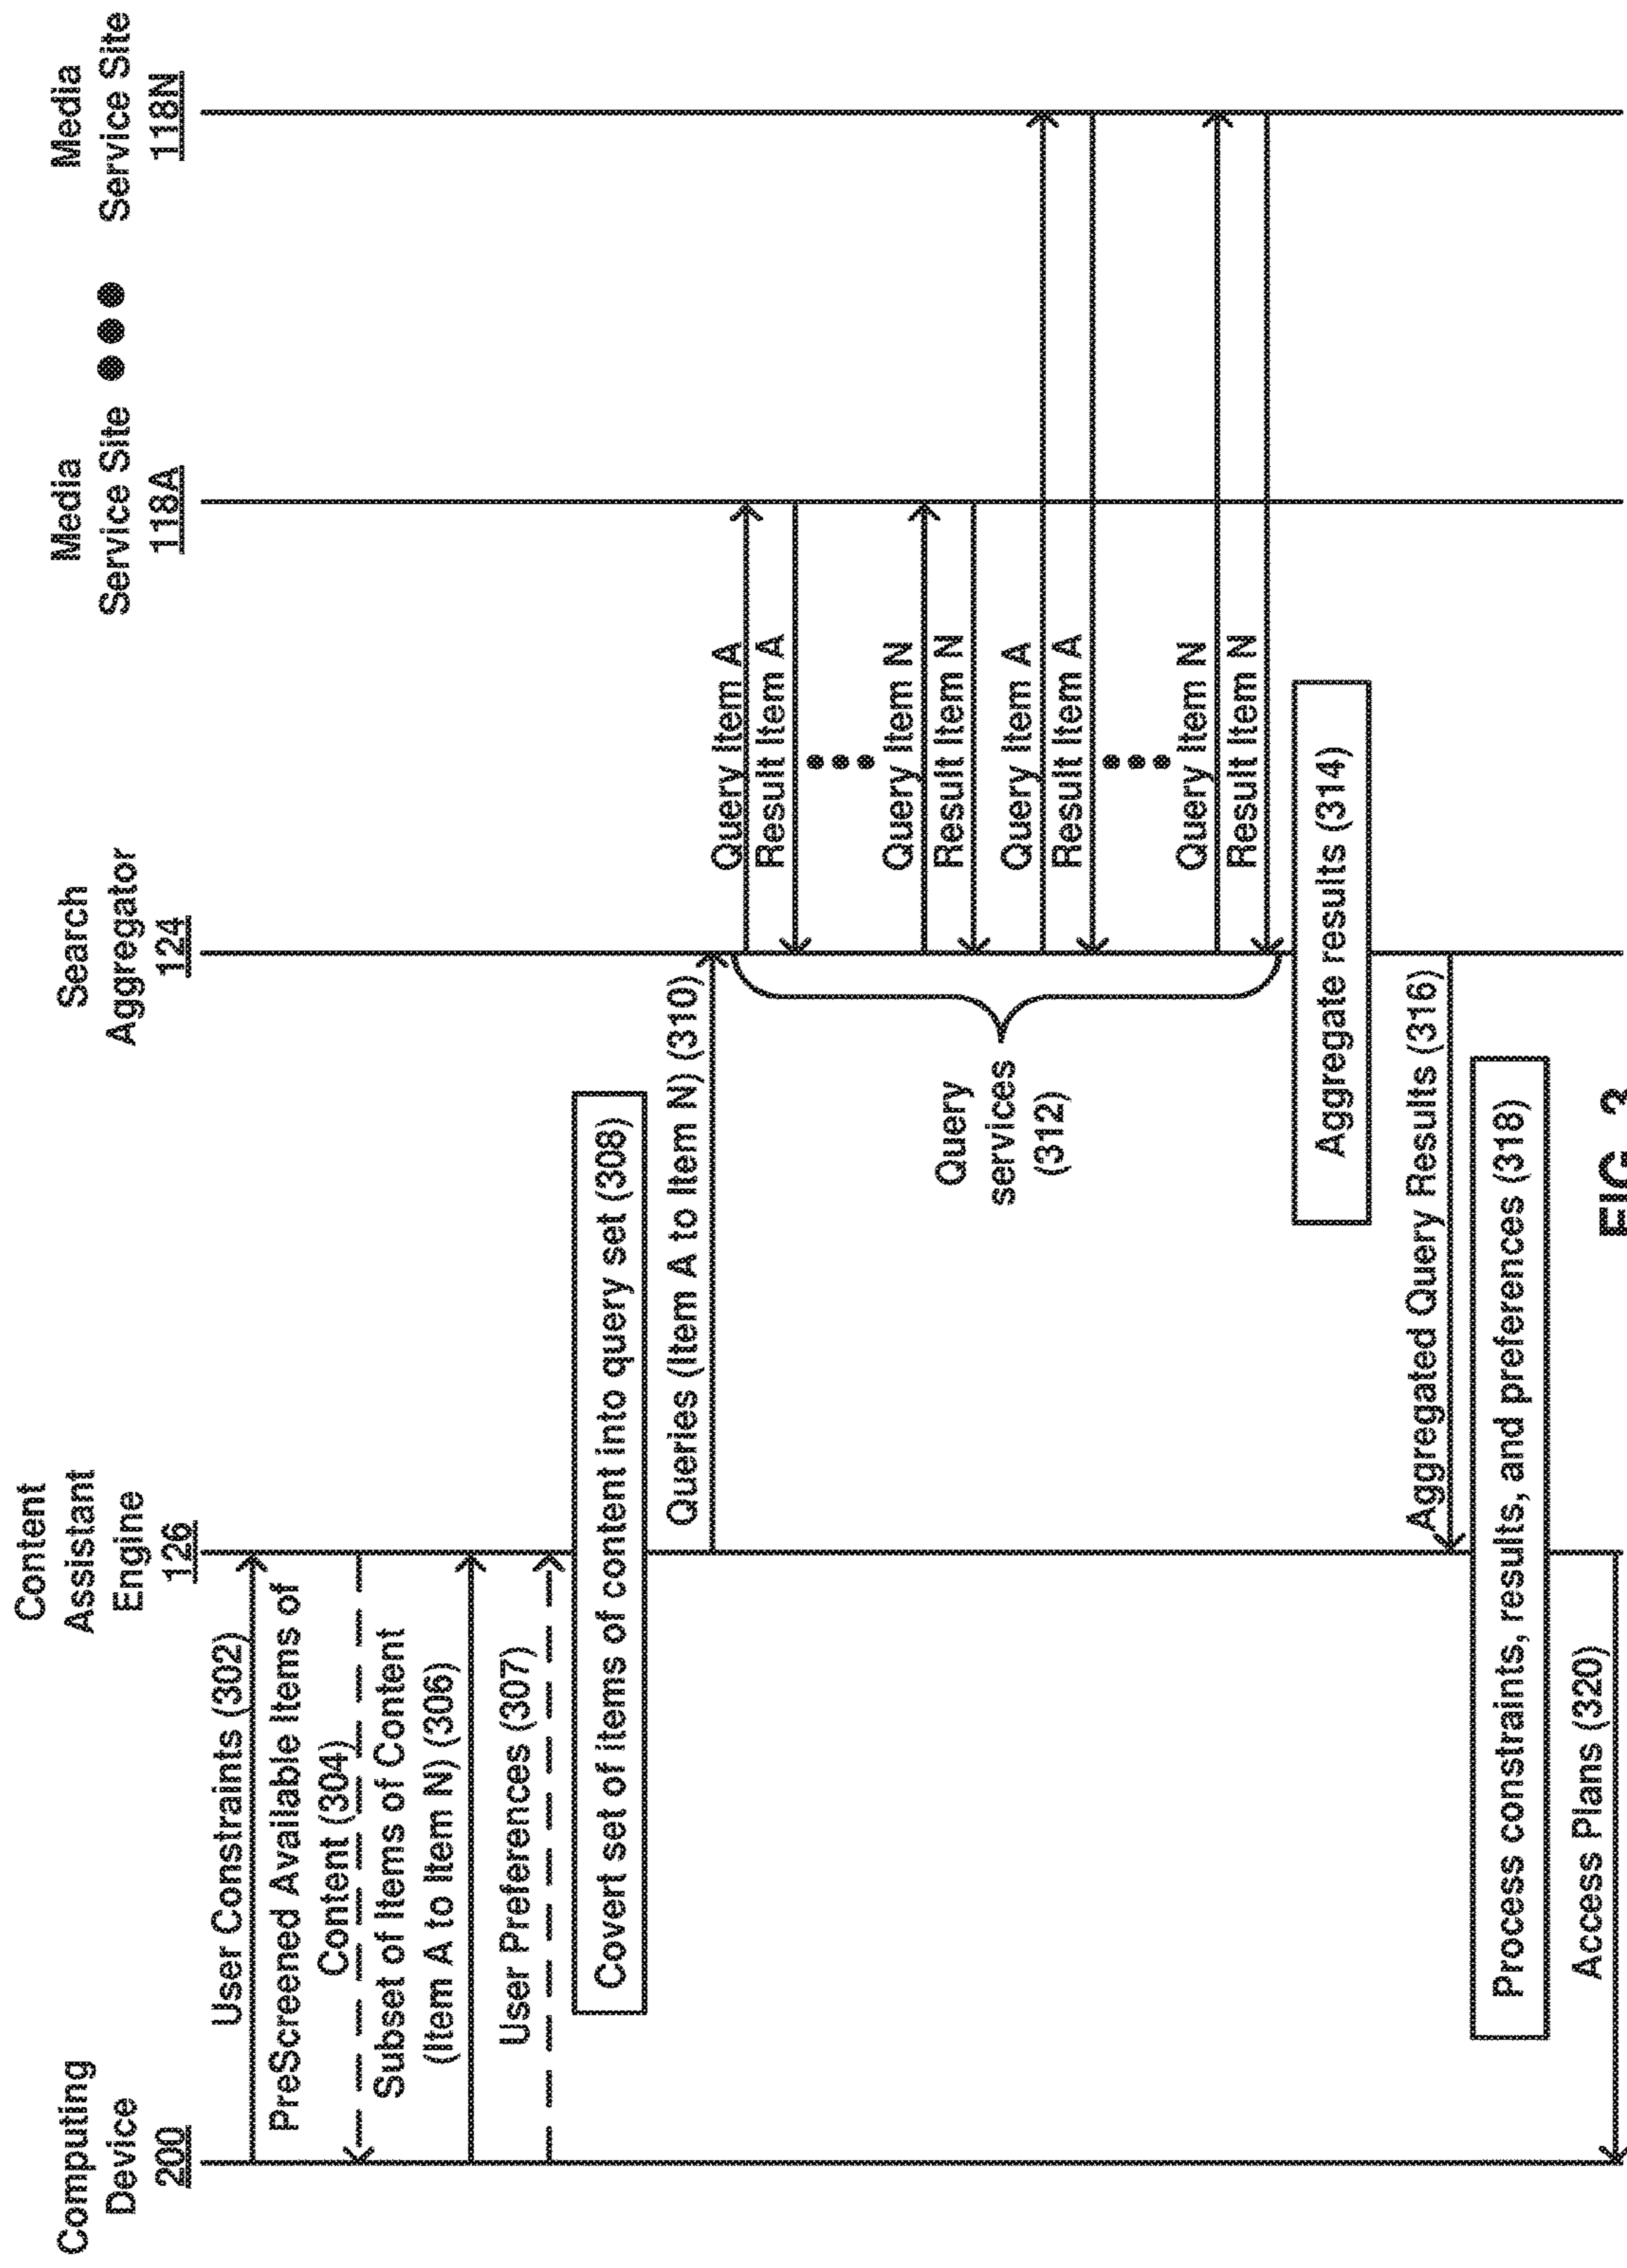 Computing
Device
200
Content
Assistant
Engine
126
Search
Aggregator
124
Media
Service Site
118A
Media
Service Site
118N
User Constraints (302)
PreScreened Available Items of
Content (304)
Subset of Items of Content
(Item A to Item N) (306)
User Preferences (307)
Covert set of items of content into query set (308)
Queries (Item A to Item N) (310)
Query Item A
Result Item A
Query Item N
Result Item N
Query Item A
Result Item A
Query Item N
Result Item N
Query
services
(312)
Aggregate results (314)
Aggregated Query Results (316)
Process constraints, results, and preferences (318)
Access Plans (320)
FIG. 3